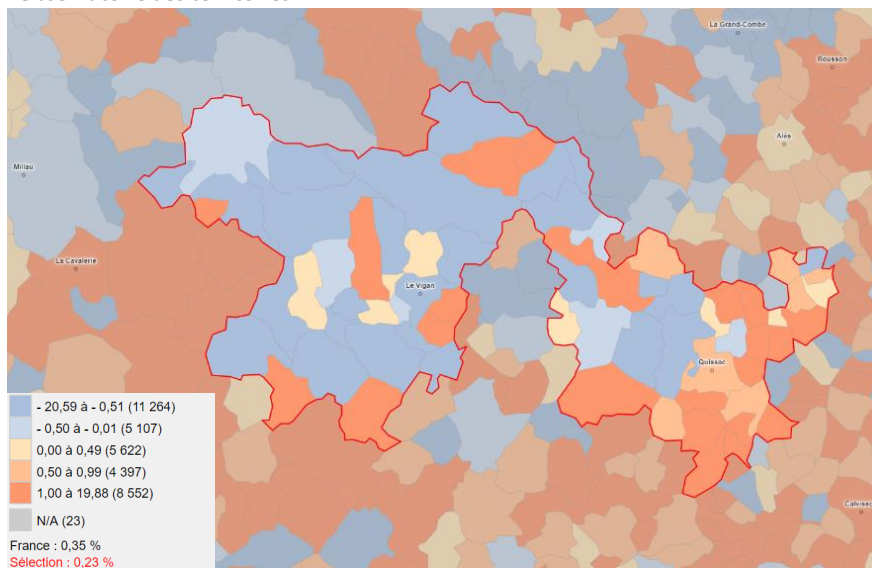 La Grand-Combe
Rousson
Alès
Millau
La Cavalerie
Le Vigan
Quissac
Calvisson
- 20,59 à - 0,51 (11 264)
- 0,50 à - 0,01 (5 107)
0,00 à 0,49 (5 622)
0,50 à 0,99 (4 397)
1,00 à 19,88 (8 552)
N/A (23)
France : 0,35 %
Sélection : 0,23 %